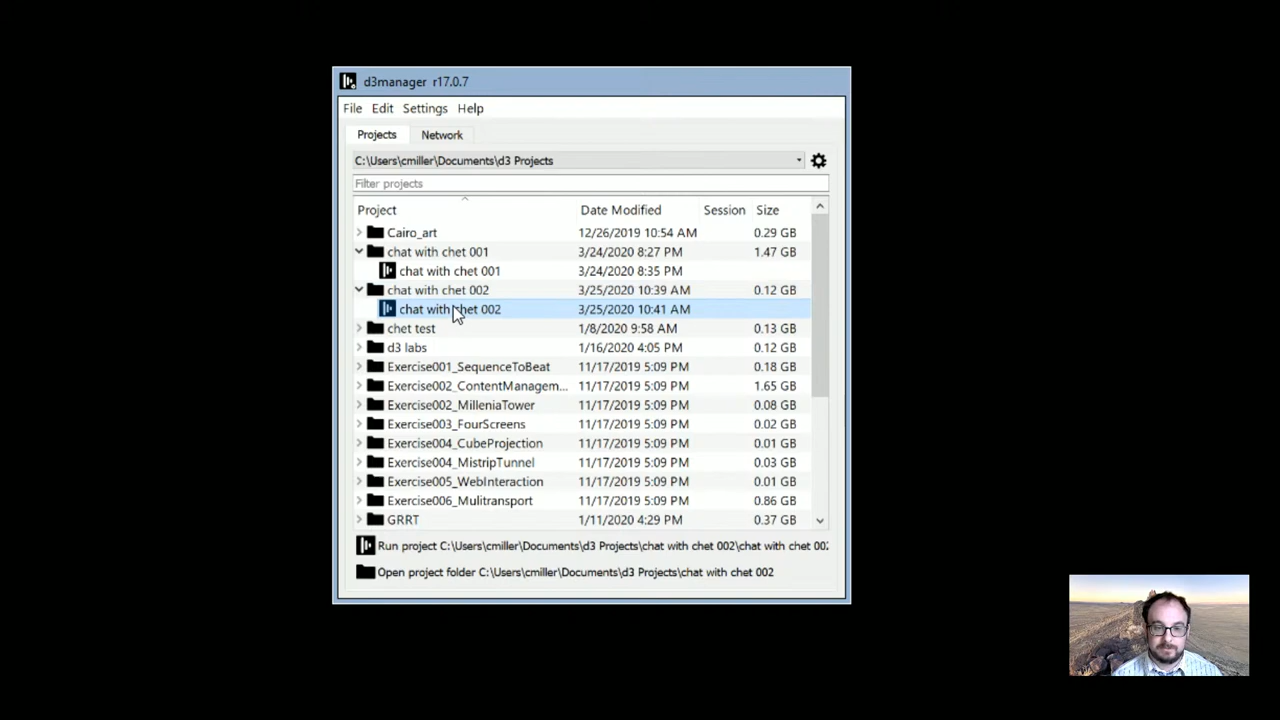 d3manager r17.0.7
File Edit Settings Help
Projects Network
C:\Users\cmiller\Documents\d3 Projects
Filter projects
Project Date Modified Session Size
Cairo_art 12/26/2019 10:54 AM 0.29 GB
chat with chet 001 3/24/2020 8:27 PM 1.47 GB
chat with chet 001 3/24/2020 8:35 PM
chat with chet 002 3/25/2020 10:39 AM 0.12 GB
chat with chet 002 3/25/2020 10:41 AM
chet test 1/8/2020 9:58 AM 0.13 GB
d3 labs 1/16/2020 4:05 PM 0.12 GB
Exercise001_SequenceToBeat 11/17/2019 5:09 PM 0.18 GB
Exercise002_ContentManagem... 11/17/2019 5:09 PM 1.65 GB
Exercise002_MilleniaTower 11/17/2019 5:09 PM 0.08 GB
Exercise003_FourScreens 11/17/2019 5:09 PM 0.02 GB
Exercise004_CubeProjection 11/17/2019 5:09 PM 0.01 GB
Exercise004_MistripTunnel 11/17/2019 5:09 PM 0.03 GB
Exercise005_WebInteraction 11/17/2019 5:09 PM 0.01 GB
Exercise006_Mulitransport 11/17/2019 5:09 PM 0.86 GB
GRRT 1/11/2020 4:29 PM 0.37 GB
Run project C:\Users\cmiller\Documents\d3 Projects\chat with chet 002\chat with chet 002
Open project folder C:\Users\cmiller\Documents\d3 Projects\chat with chet 002